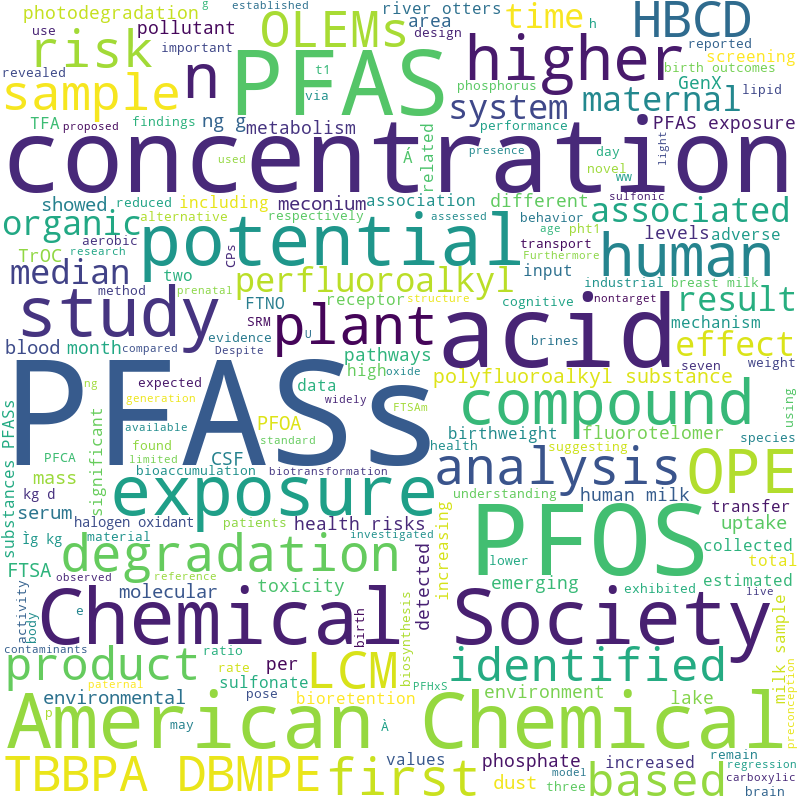 g established
photodegradation OLEMs river otters HBCD
use pollutant area time h
important design reported
revealed risk n PFAS higher screening
birth outcomes
sample t1 phosphorus GenX lipid
via system maternal
TFA findings ng g performance PFAS exposure
proposed metabolism related light
used Á presence day
concentration novel ww
sulfonic
showed reduced including meconium association different behavior associated
organic alternative respectively potential age pht1 human levels adverse
aerobic CPs transport Furthermore
TrOC research two input industrial breast milk
median method perfluoroalkyl cognitive nontarget result
prenatal FTNO receptor structure mechanism
study SRM plant acid brines
U
blood month compared evidence Despite pathways effect
PFASs high oxide seven weight
ng expected data polyfluoroalkyl substance
generation widely FTSAm compound
substances PFASs PFCA significant available PFOA birthweight fluorotelomer species using
found standard health suggesting
mass limited CSF analysis OPE
bioaccumulation biotransformation
kg d exposure understanding human milk transfer
serum patients health risks increasing PFOS uptake
Ìg kg halogen oxidant collected
material investigated
FTSA degradation detected lower total
observed reference emerging exhibited estimated
molecular toxicity live
activity body e Chemical Society birth biosynthesis
contaminants ratio
product rate per LCM identified milk sample
paternal sulfonate PFHxS preconception
environmental pose bioretention environment lake
p may American Chemical À increased
values phosphate remain
TBBPA DBMPE first dust model based regression
three carboxylic
brain